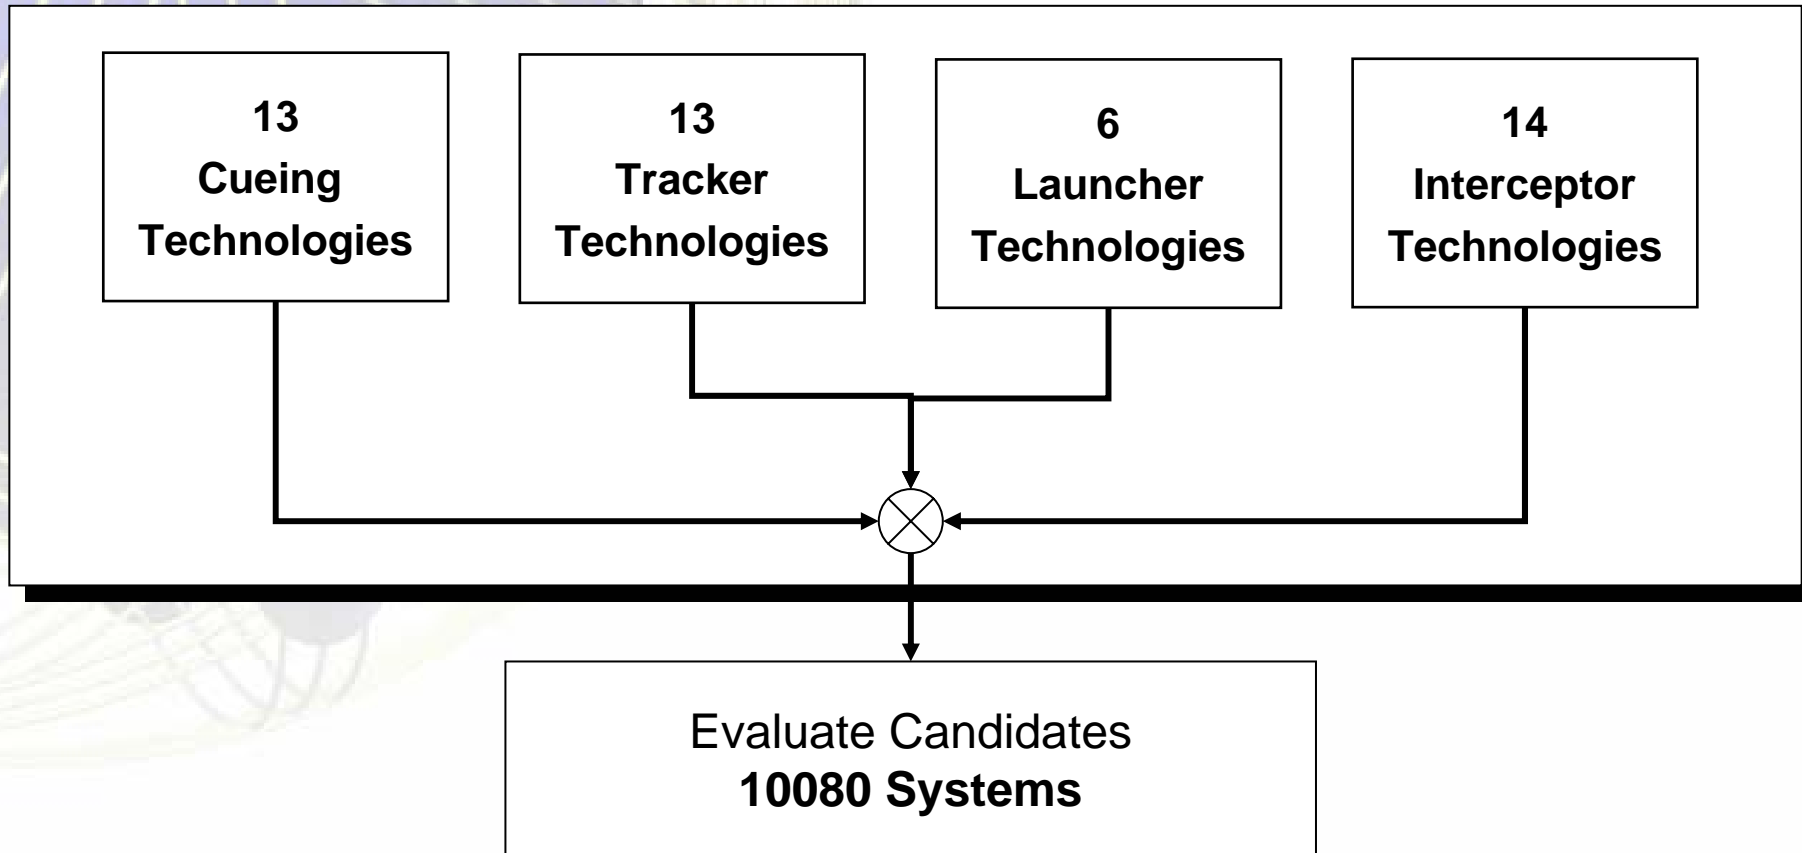 13
Cueing
Technologies
13
Tracker
Technologies
6
Launcher
Technologies
14
Interceptor
Technologies
Evaluate Candidates
10080 Systems